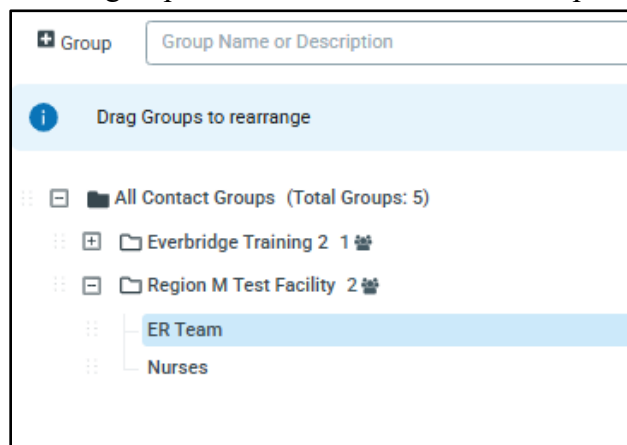 Group Group Name or Description
Drag Groups to rearrange
All Contact Groups (Total Groups: 5)
Everbridge Training 2 1
Region M Test Facility 2
ER Team
Nurses